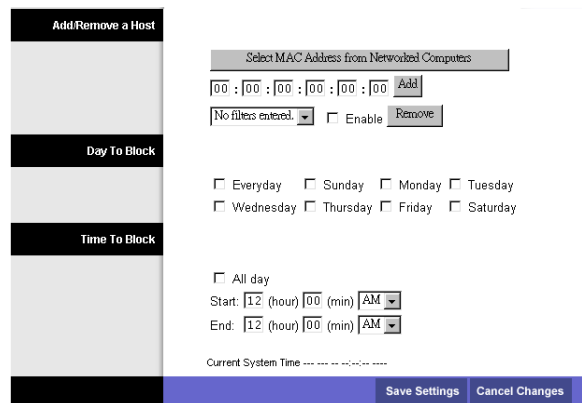 Add/Remove a Host
Select MAC Address from Networked Computers
00 : 00 : 00 : 00 : 00 : 00 Add
No filters entered. Enable Remove
Day To Block
Everyday Sunday Monday Tuesday
Wednesday Thursday Friday Saturday
Time To Block
All day
Start: 12 (hour) 00 (min) AM
End: 12 (hour) 00 (min) AM
Current System Time --- --- -- --:--:-- ----
Save Settings Cancel Changes